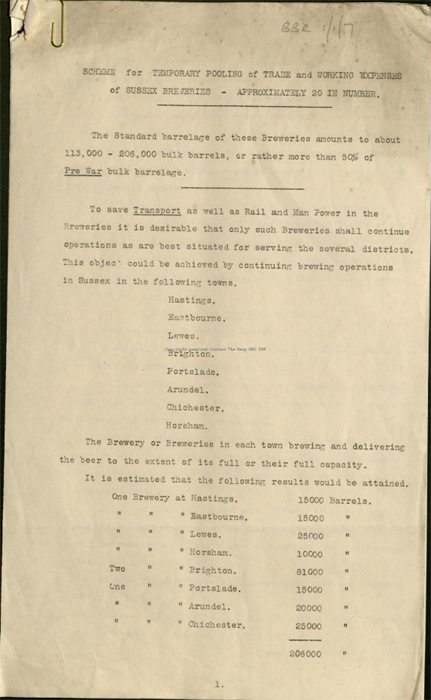 BBR 1/1/7
SCHEME for TEMPORARY POOLING of TRADE and WORKING EXPENSES
of SUSSEX BREWERIES - APPROXIMATELY 20 IN NUMBER.
The Standard barrelage of these Breweries amounts to about
113,000 - 206,000 bulk barrels, or rather more than 50% of
Pre War bulk barrelage.
To save Transport as well as Rail and Man Power in the
Breweries it is desirable that only such Breweries shall continue
operations as are best situated for serving the several districts.
This object could be achieved by continuing brewing operations
in Sussex in the following towns.
Hastings.
Eastbourne.
Lewes.
Brighton.
Portslade.
Arundel.
Chichester.
Horsham.
The Brewery or Breweries in each town brewing and delivering
the beer to the extent of its full or their full capacity.
It is estimated that the following results would be attained.
One Brewery at Hastings. 15000 Barrels.
" " " Eastbourne. 15000 "
" " " Lewes. 25000 "
" " " Horsham. 10000 "
Two " " Brighton. 81000 "
One " " Portslade. 15000 "
" " " Arundel. 20000 "
" " " Chichester. 25000 "
206000 "
1.